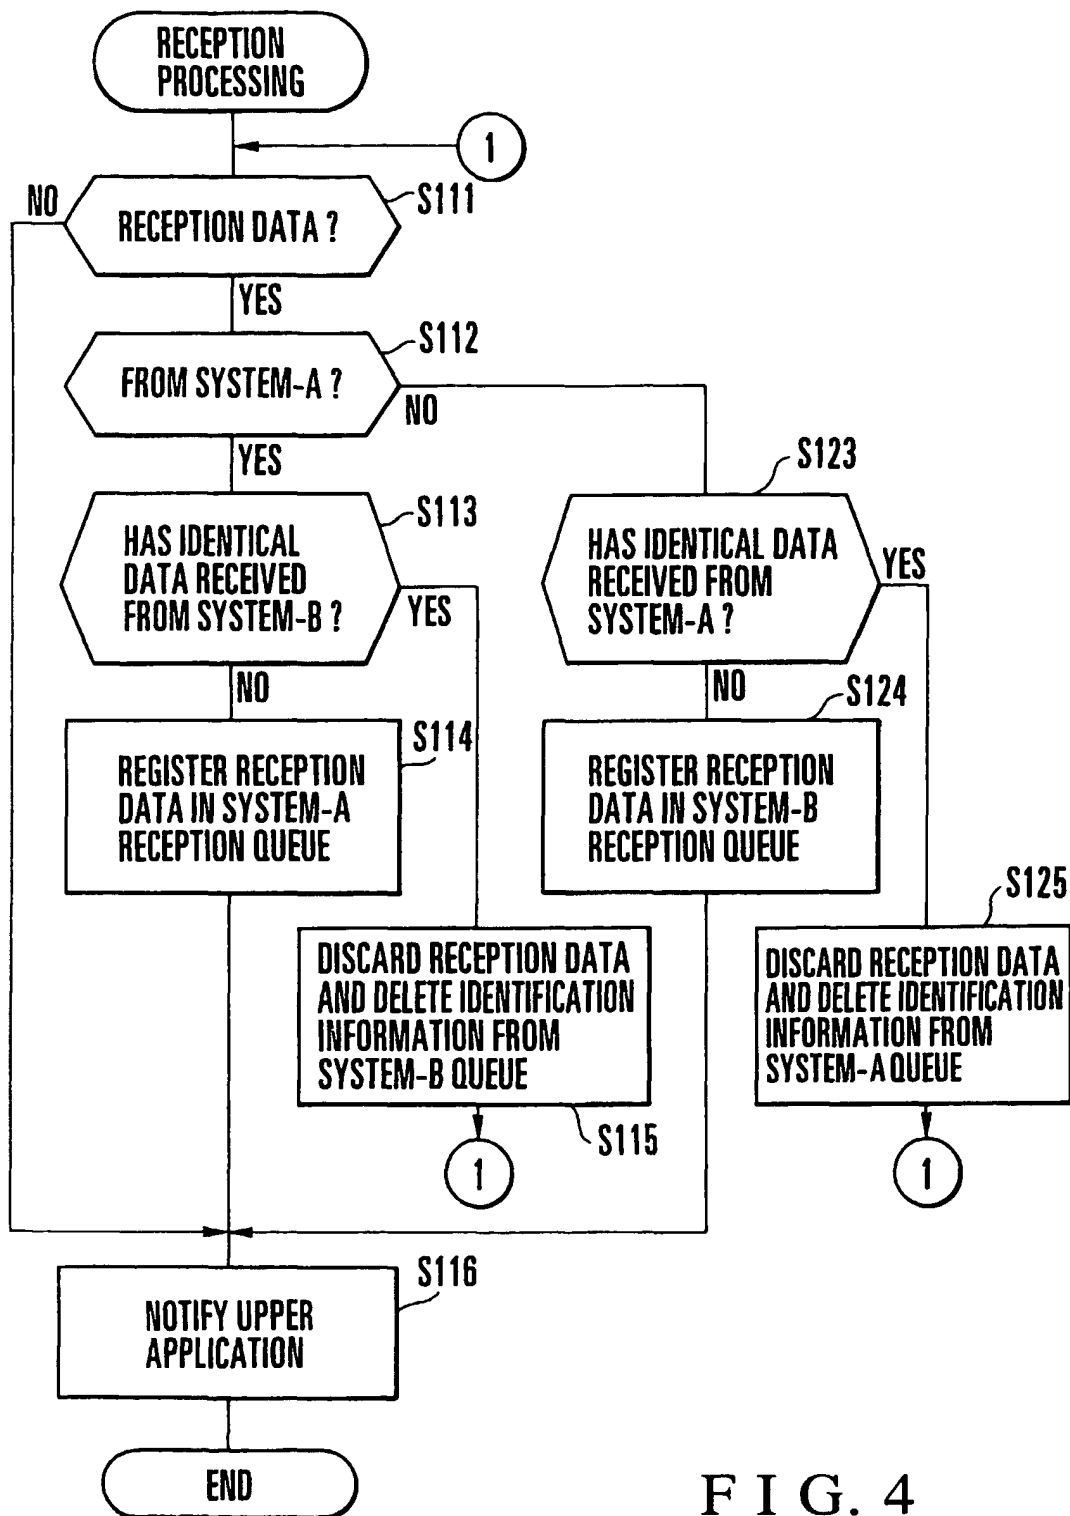 RECEPTION
PROCESSING
1
NO
S111
RECEPTION DATA ?
YES
S112
FROM SYSTEM-A ?
NO
YES
S123
S113
HAS IDENTICAL
DATA RECEIVED
FROM SYSTEM-B ?
YES
HAS IDENTICAL DATA
RECEIVED FROM
SYSTEM-A ?
YES
NO
NO
S124
S114
REGISTER RECEPTION
DATA IN SYSTEM-A
RECEPTION QUEUE
REGISTER RECEPTION
DATA IN SYSTEM-B
RECEPTION QUEUE
S125
DISCARD RECEPTION DATA
AND DELETE IDENTIFICATION
INFORMATION FROM
SYSTEM-B QUEUE
DISCARD RECEPTION DATA
AND DELETE IDENTIFICATION
INFORMATION FROM
SYSTEM-A QUEUE
S115
1
1
S116
NOTIFY UPPER
APPLICATION
END
FIG. 4